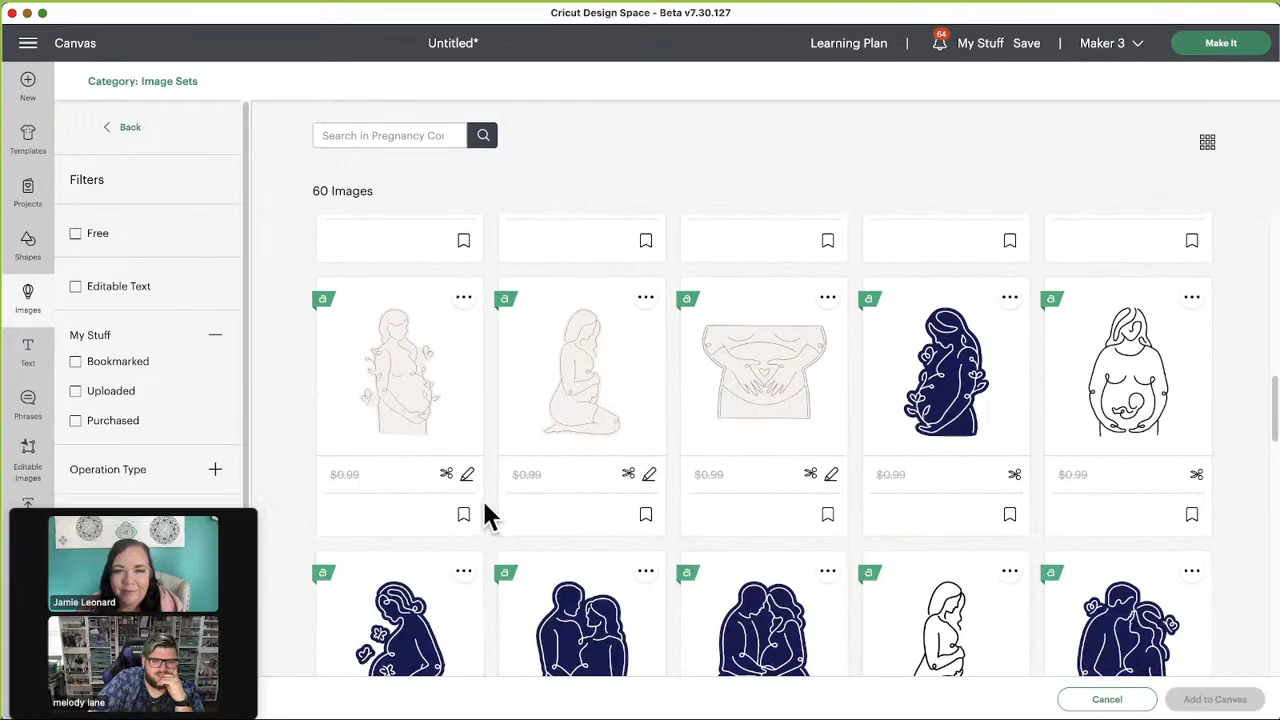 Cricut Design Space - Beta v7.30.127
Canvas
Untitled*
Learning Plan
64
My Stuff
Save
Maker 3
Make It
New
Templates
Projects
Shapes
Images
Text
Phrases
Editable
Images
Category: Image Sets
Back
Filters
Free
Editable Text
My Stuff
Bookmarked
Uploaded
Purchased
Operation Type
Search in Pregnancy Cor
60 Images
a
a
a
a
a
$0.99
$0.99
$0.99
$0.99
$0.99
a
a
a
a
a
Jamie Leonard
melody lane
Cancel
Add to Canvas